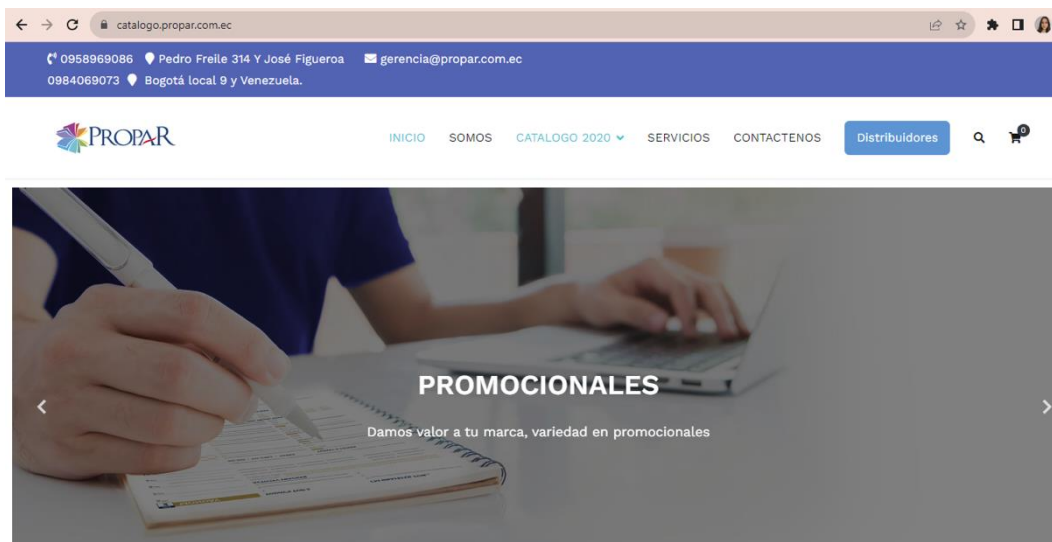 catalogo.propar.com.ec
0958969086 Pedro Freile 314 Y José Figueroa gerencia@propar.com.ec
0984069073 Bogotá local 9 y Venezuela.
PROPAR INICIO SOMOS CATALOGO 2020 SERVICIOS CONTACTENOS Distribuidores 0
PROMOCIONALES
Damos valor a tu marca, variedad en promocionales